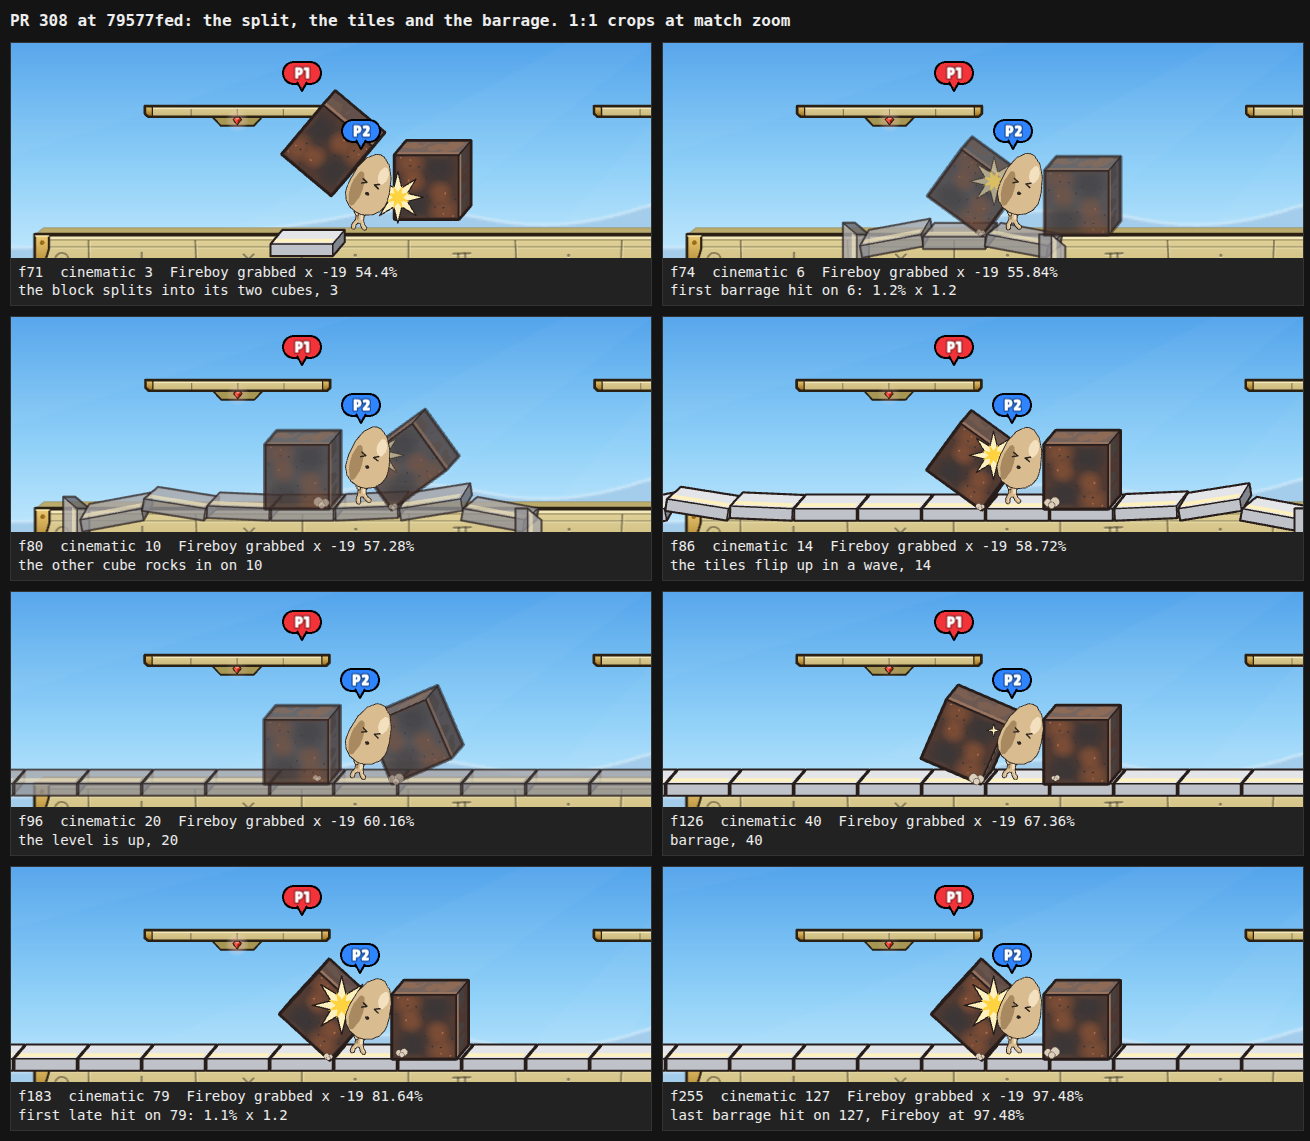 PR 308 at 79577fed: the split, the tiles and the barrage. 1:1 crops at match zoom
P1
P2
f71 cinematic 3 Fireboy grabbed x -19 54.4%
the block splits into its two cubes, 3
P1
P2
f74 cinematic 6 Fireboy grabbed x -19 55.84%
first barrage hit on 6: 1.2% x 1.2
P1
P2
f80 cinematic 10 Fireboy grabbed x -19 57.28%
the other cube rocks in on 10
P1
P2
f86 cinematic 14 Fireboy grabbed x -19 58.72%
the tiles flip up in a wave, 14
P1
P2
f96 cinematic 20 Fireboy grabbed x -19 60.16%
the level is up, 20
P1
P2
f126 cinematic 40 Fireboy grabbed x -19 67.36%
barrage, 40
P1
P2
f183 cinematic 79 Fireboy grabbed x -19 81.64%
first late hit on 79: 1.1% x 1.2
P1
P2
f255 cinematic 127 Fireboy grabbed x -19 97.48%
last barrage hit on 127, Fireboy at 97.48%